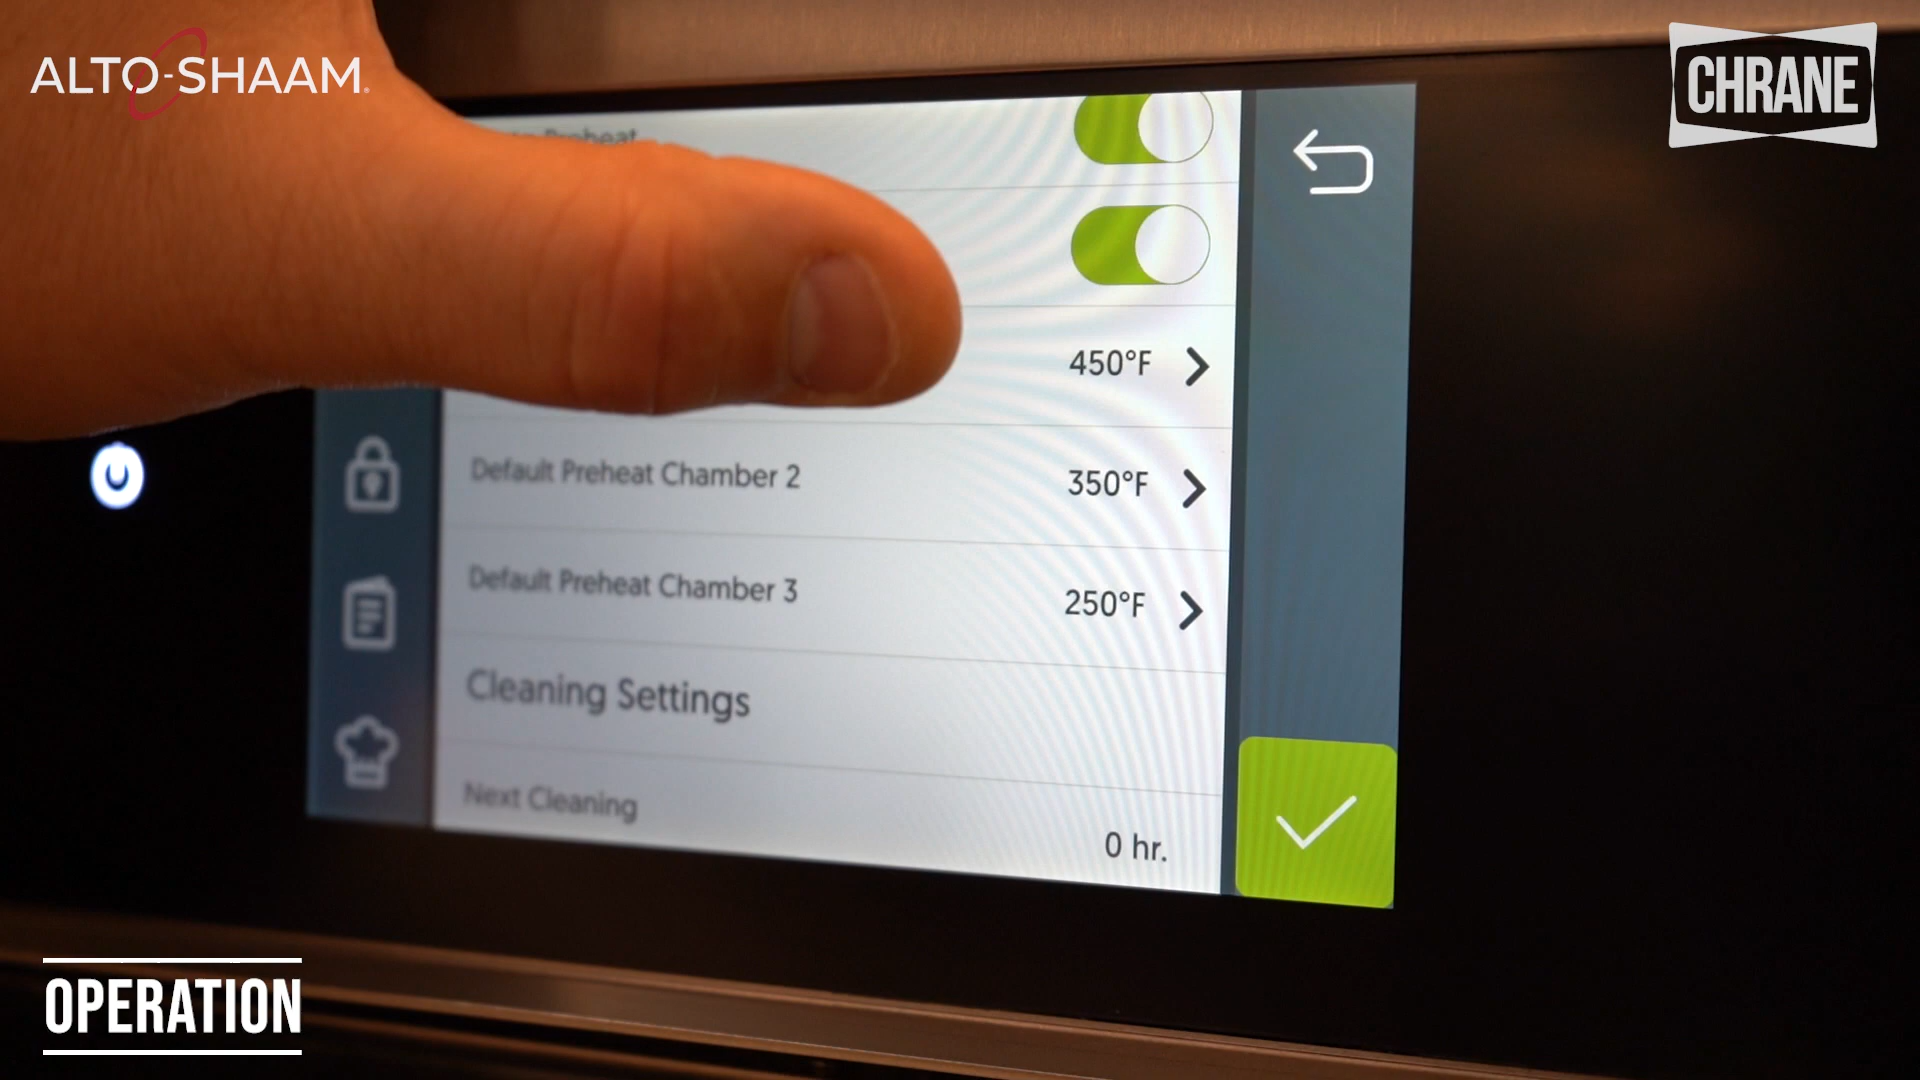 ALTO-SHAAM®
CHRANE
Preheat
450°F
Default Preheat Chamber 2
350°F
Default Preheat Chamber 3
250°F
Cleaning Settings
Next Cleaning
0 hr.
OPERATION